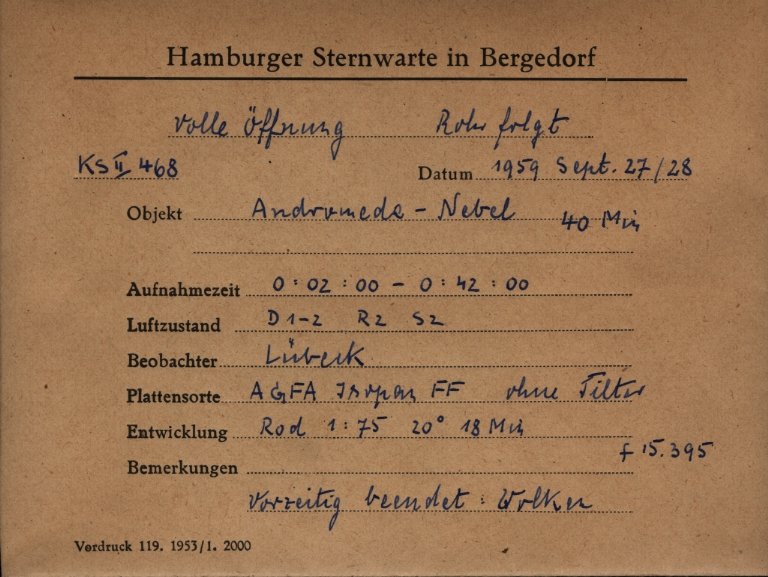 Hamburger Sternwarte in Bergedorf
Volle Öffnung Rohr folgt
KS II 468 Datum 1959 Sept. 27/28
Objekt Andromeda - Nebel 40 Min
Aufnahmezeit 0 : 02 : 00 - 0 : 42 : 00
Luftzustand D 1-2 R2 S2
Beobachter Lübeck
Plattensorte AGFA Isopan FF ohne Filter
Entwicklung Rod 1 : 75 20° 18 Min
f 15.395
Bemerkungen
Vorzeitig beendet : Wolken
Vordruck 119. 1953/1. 2000